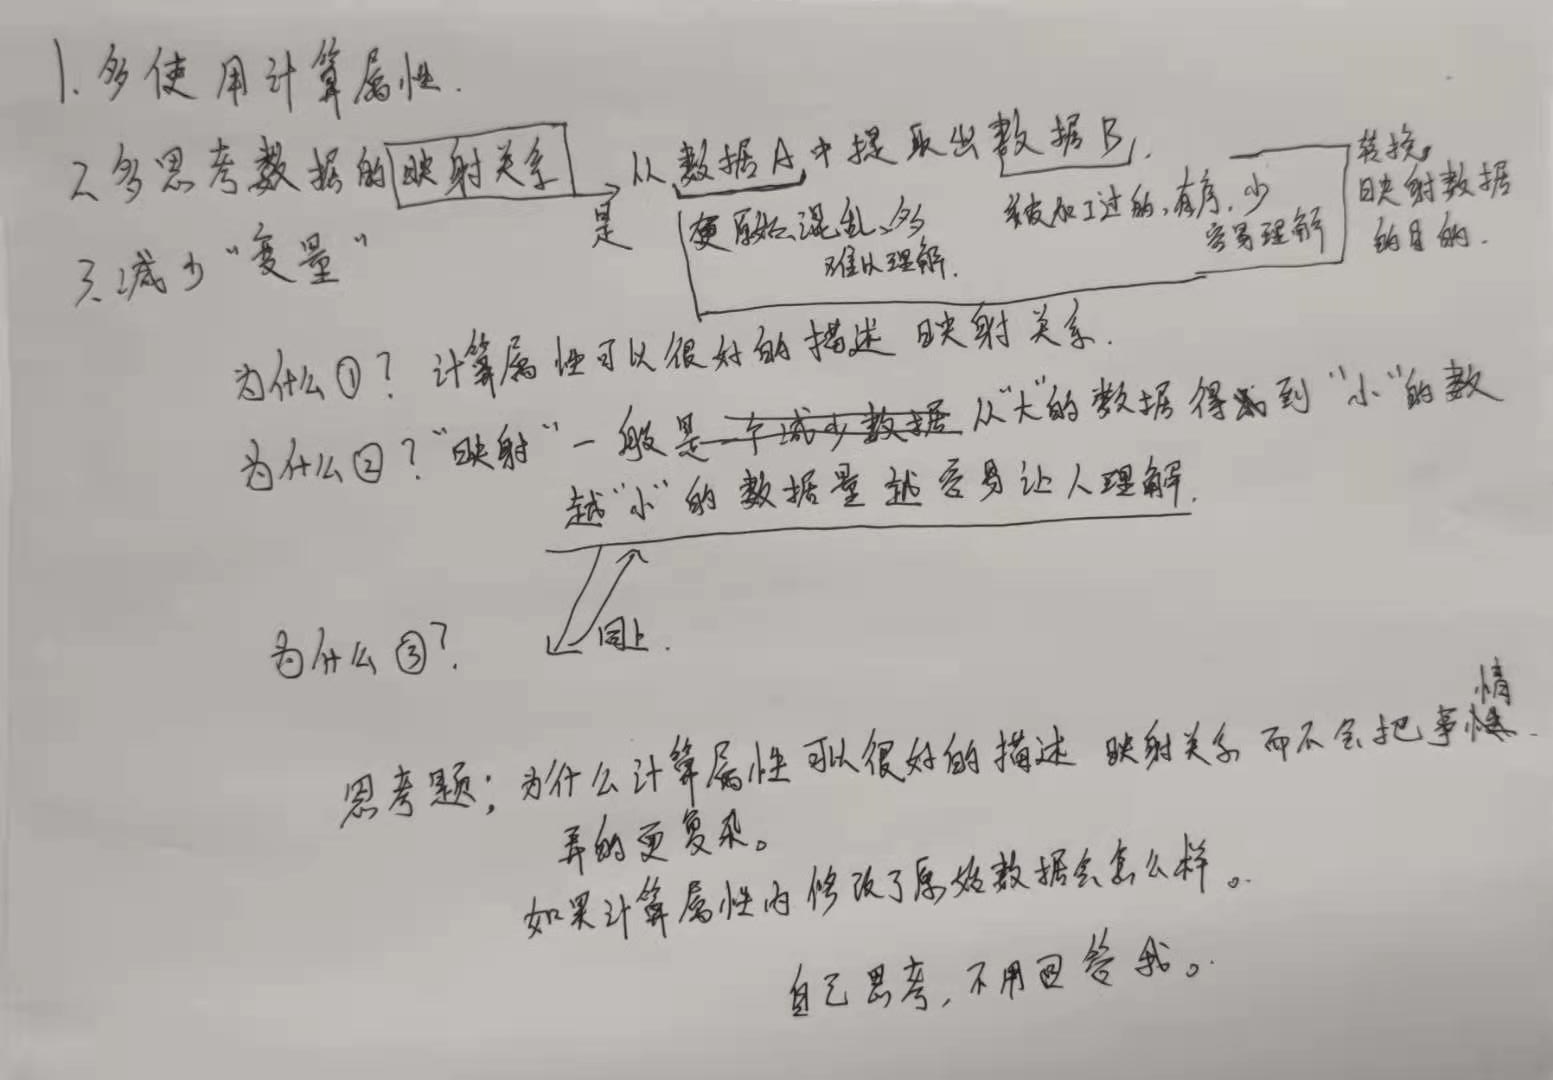 1. 多使用计算属性.
2. 多思考数据的映射关系 是 从数据A中提取出数据B,
更原始、混乱、多
难以理解.
被加工过的、有序、少
容易理解
转换,
映射数据
的目的.
3. 减少"变量"
为什么①? 计算属性可以很好的描述映射关系.
为什么②? "映射"一般是一个减少数据从"大"的数据得到"小"的数
越"小"的数据量越容易让人理解.
为什么③? 同上.
思考题: 为什么计算属性可以很好的描述 映射关系 而不会把事情
弄的更复杂。
如果计算属性内修改了原始数据会怎么样。
自己思考, 不用回答我。